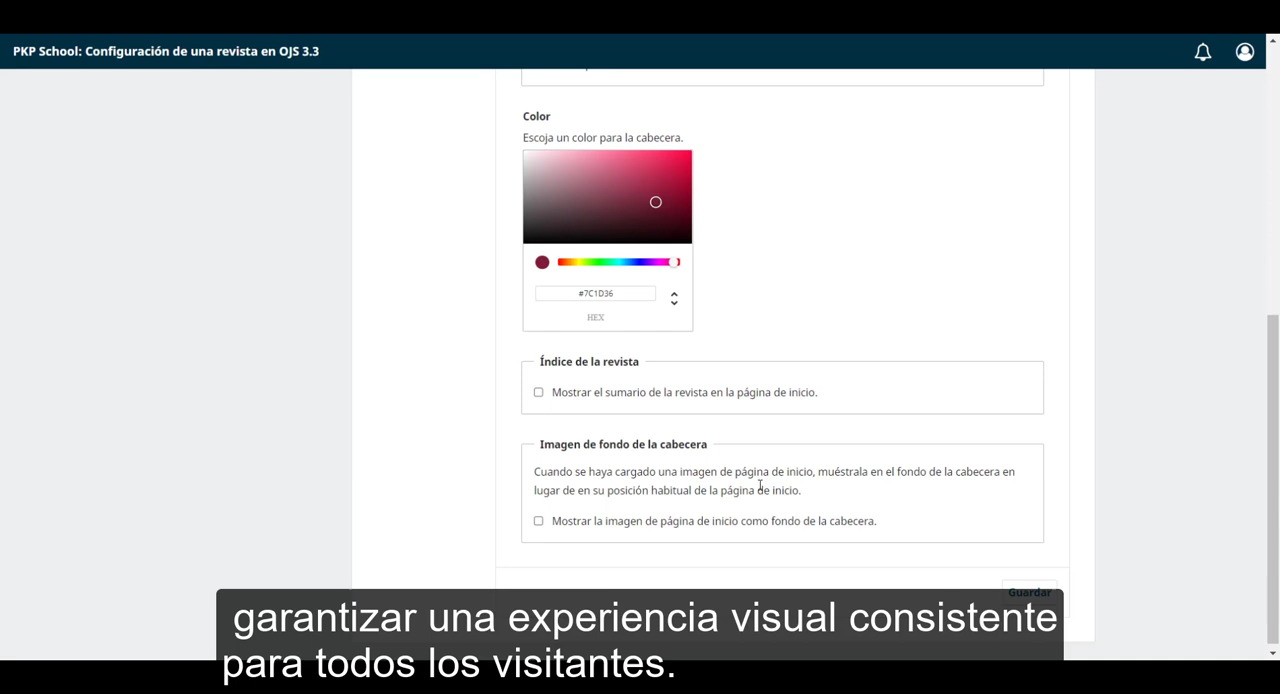 PKP School: Configuración de una revista en OJS 3.3
Color
Escoja un color para la cabecera.
#7C1D36
HEX
Índice de la revista
Mostrar el sumario de la revista en la página de inicio.
Imagen de fondo de la cabecera
Cuando se haya cargado una imagen de página de inicio, muéstrala en el fondo de la cabecera en
lugar de en su posición habitual de la página de inicio.
Mostrar la imagen de página de inicio como fondo de la cabecera.
Guardar
garantizar una experiencia visual consistente
para todos los visitantes.